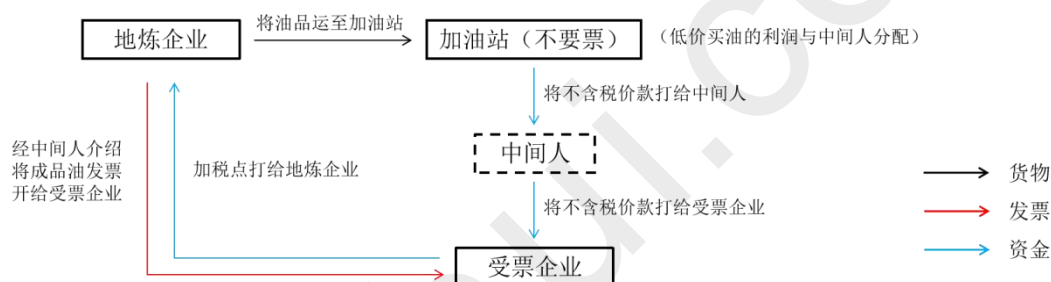 地炼企业
将油品运至加油站
加油站（不要票）
（低价买油的利润与中间人分配）
将不含税价款打给中间人
中间人
经中间人介绍
将成品油发票
开给受票企业
加税点打给地炼企业
将不含税价款打给受票企业
受票企业
货物
发票
资金